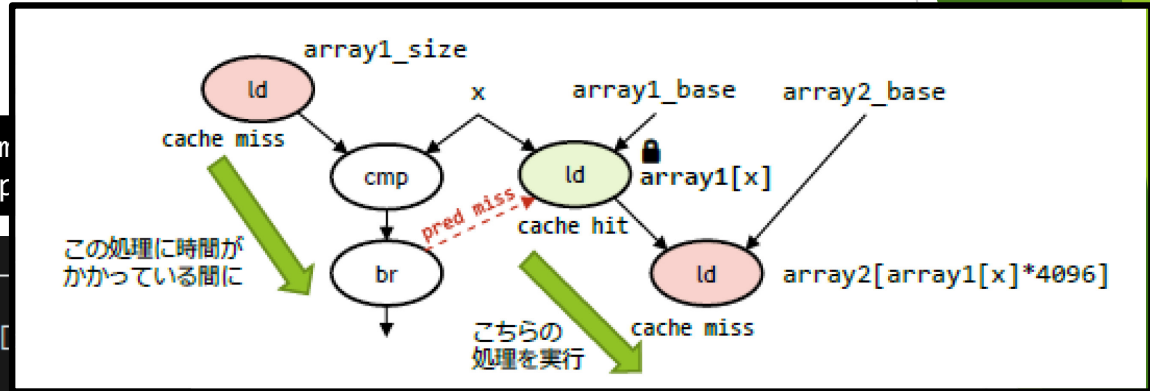 array1_size
ld
cache miss
x
array1_base
array2_base
cmp
ld
array1[x]
cache hit
pred miss
この処理に時間が
かかっている間に
br
ld
array2[array1[x]*4096]
cache miss
こちらの
処理を実行